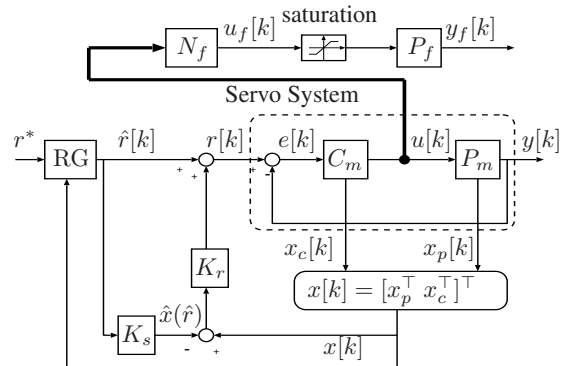 saturation
N_f u_f[k] P_f y_f[k]
Servo System
r* RG r̂[k] r[k] e[k] C_m u[k] P_m y[k]
+ + + + -
x_c[k] x_p[k]
K_r
x[k] = [x_p^⊤ x_c^⊤]^⊤
K_s x̂(r̂) x[k]
- +